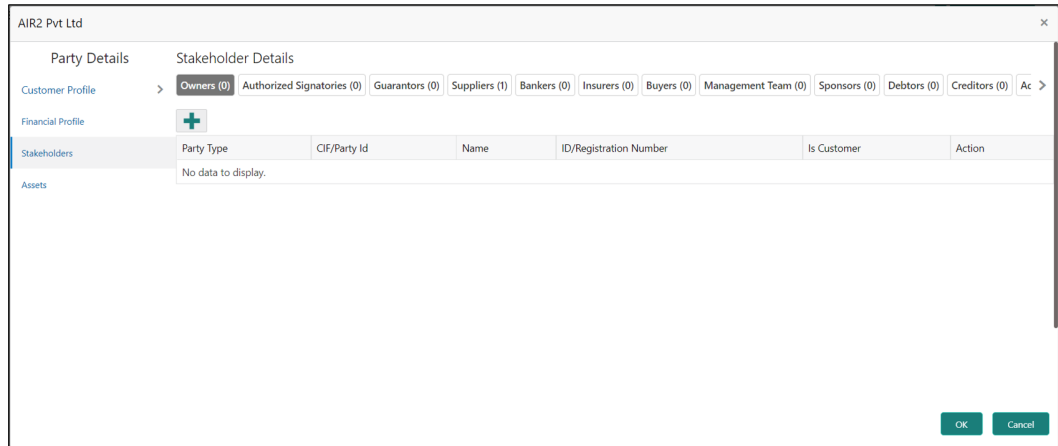 AIR2 Pvt Ltd
Party Details
Customer Profile
Financial Profile
Stakeholders
Assets
Stakeholder Details
Owners (0) Authorized Signatories (0) Guarantors (0) Suppliers (1) Bankers (0) Insurers (0) Buyers (0) Management Team (0) Sponsors (0) Debtors (0) Creditors (0) Ac
Party Type CIF/Party Id Name ID/Registration Number Is Customer Action
No data to display.
OK Cancel